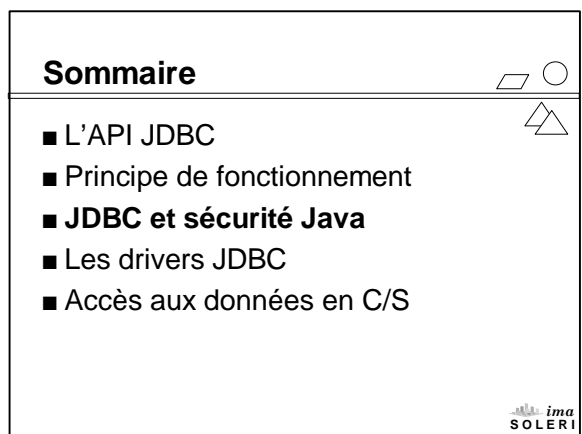 Sommaire
■ L'API JDBC
■ Principe de fonctionnement
■ JDBC et sécurité Java
■ Les drivers JDBC
■ Accès aux données en C/S
ima
SOLERI